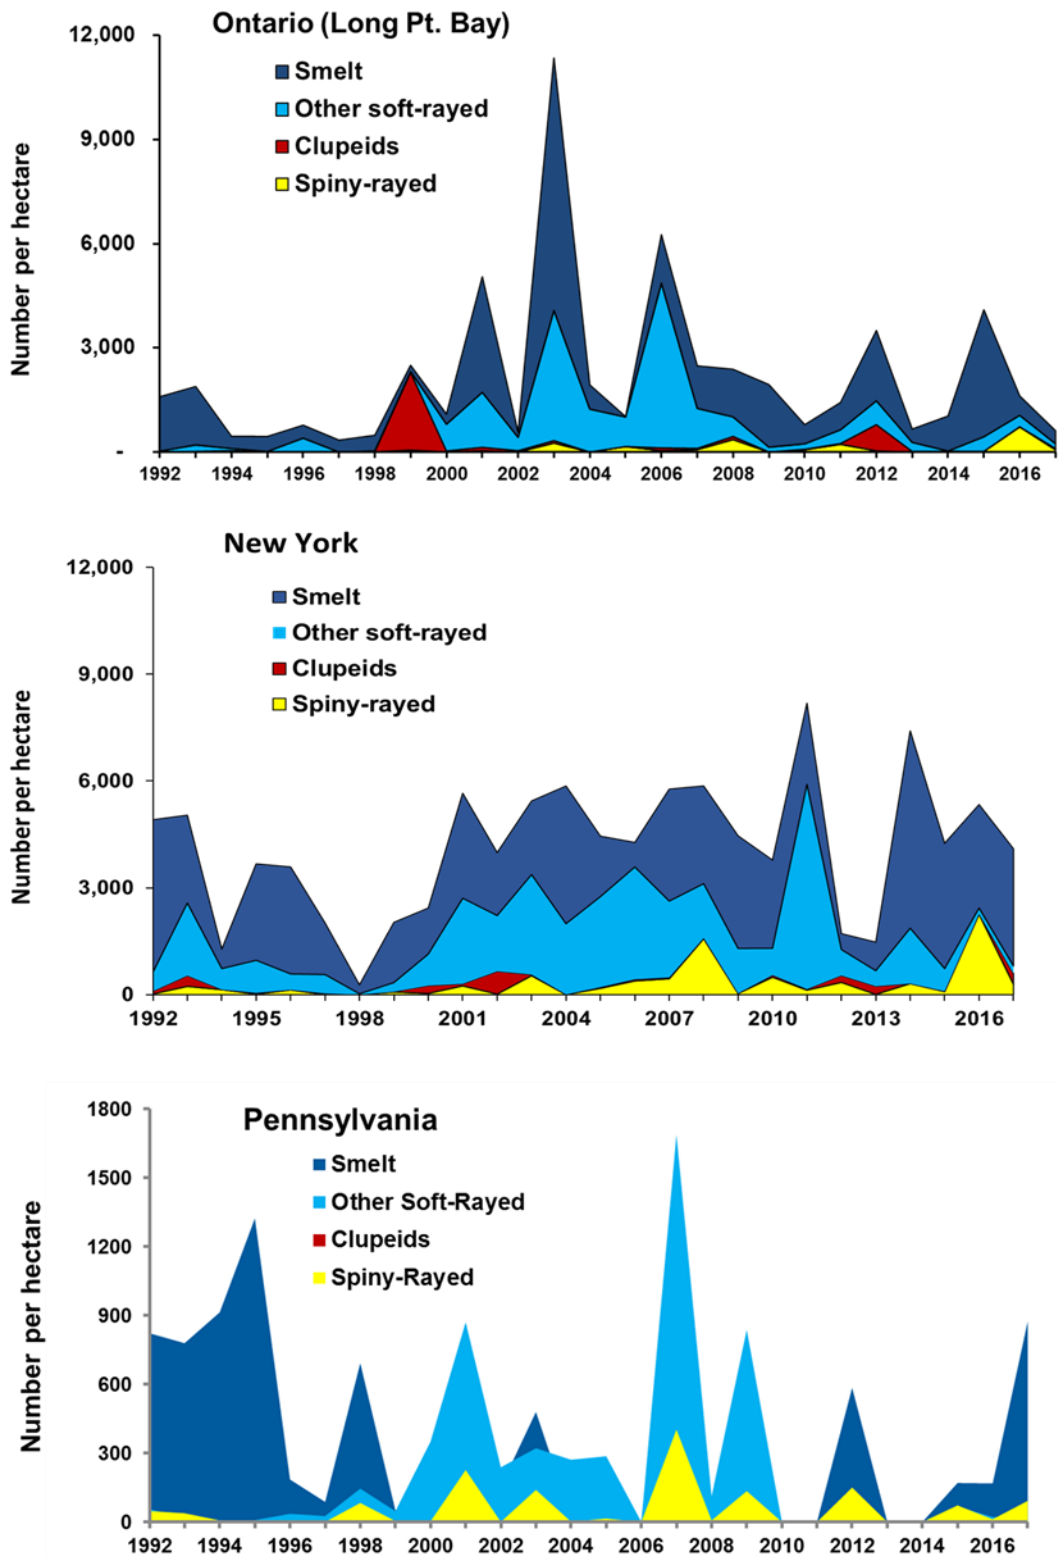 Ontario (Long Pt. Bay)
12,000
9,000
6,000
3,000
-
Number per hectare
Smelt
Other soft-rayed
Clupeids
Spiny-rayed
1992 1994 1996 1998 2000 2002 2004 2006 2008 2010 2012 2014 2016
New York
12,000
9,000
6,000
3,000
0
Number per hectare
Smelt
Other soft-rayed
Clupeids
Spiny-rayed
1992 1995 1998 2001 2004 2007 2010 2013 2016
Pennsylvania
1800
1500
1200
900
600
300
0
Number per hectare
Smelt
Other Soft-Rayed
Clupeids
Spiny-Rayed
1992 1994 1996 1998 2000 2002 2004 2006 2008 2010 2012 2014 2016